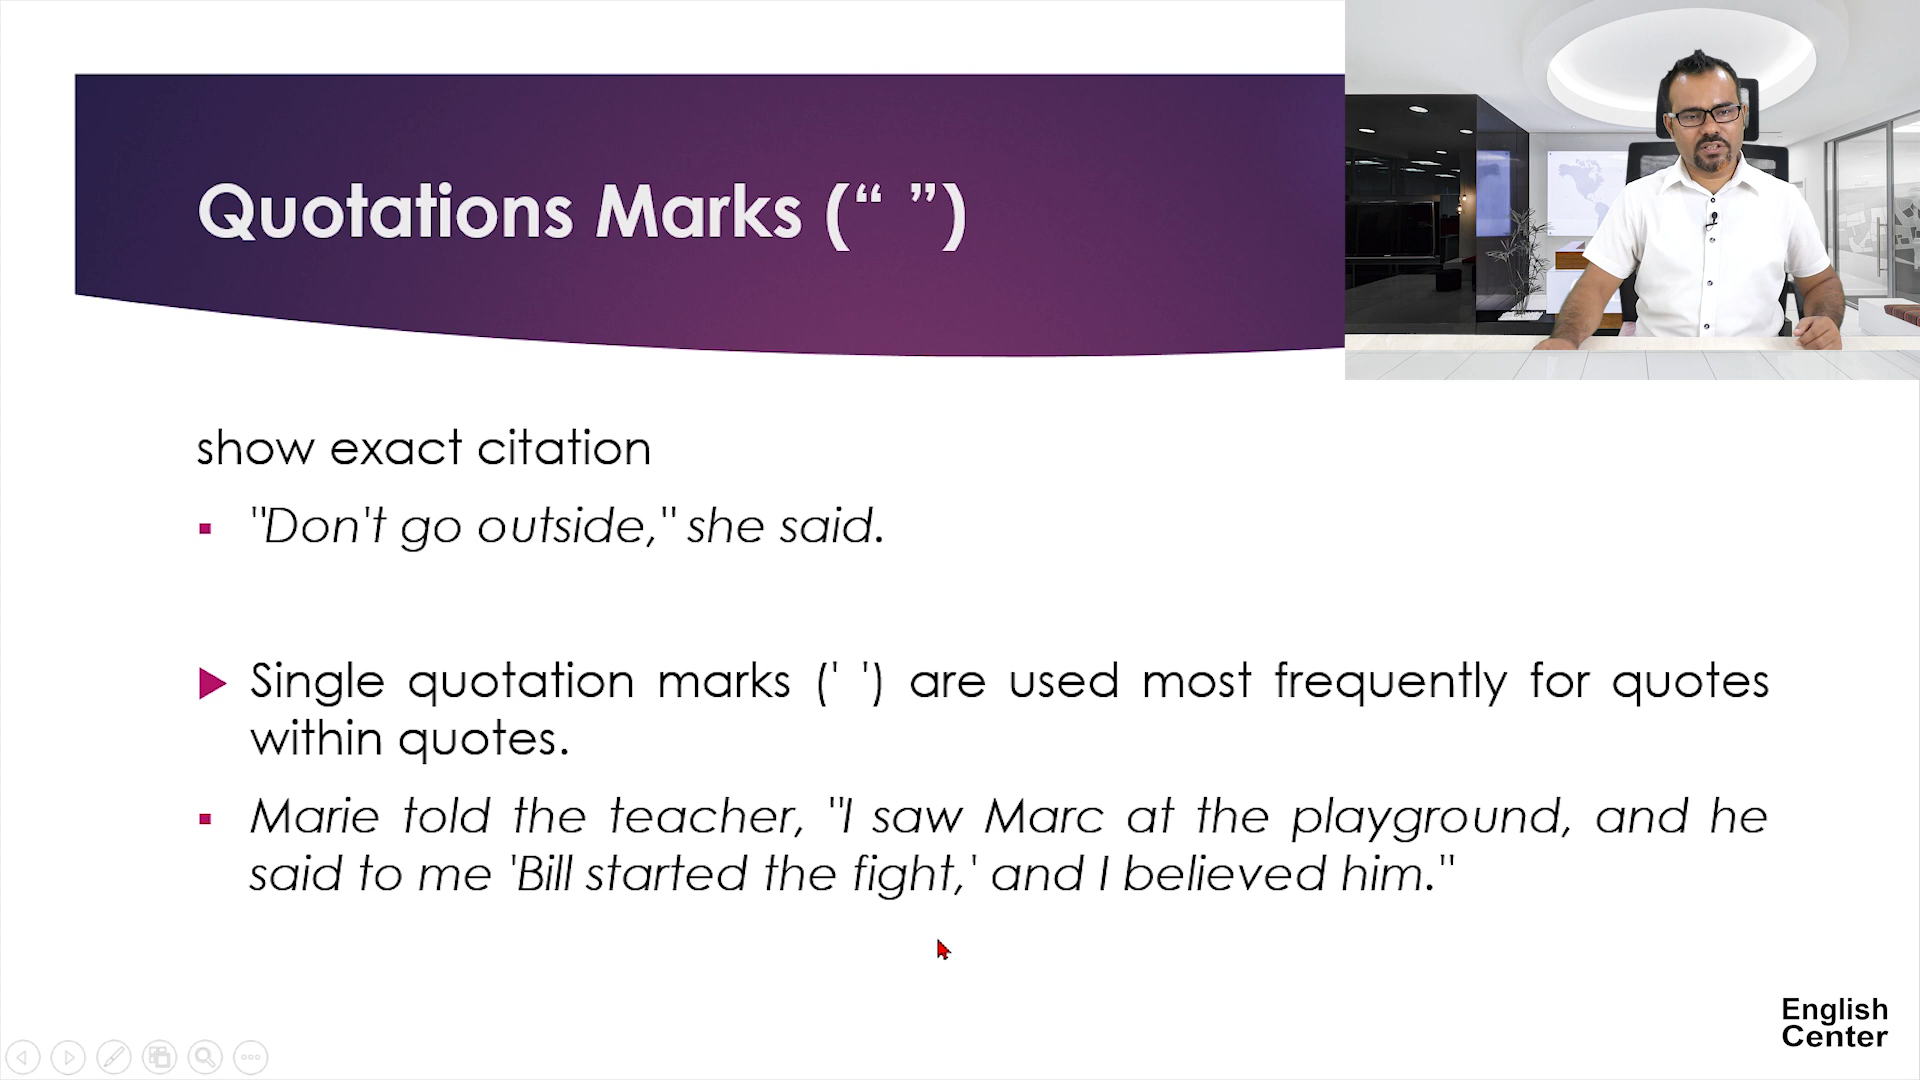 Quotations Marks (“ ”)
show exact citation
"Don't go outside," she said.
Single quotation marks (' ') are used most frequently for quotes
within quotes.
Marie told the teacher, "I saw Marc at the playground, and he
said to me 'Bill started the fight,' and I believed him."
English
Center